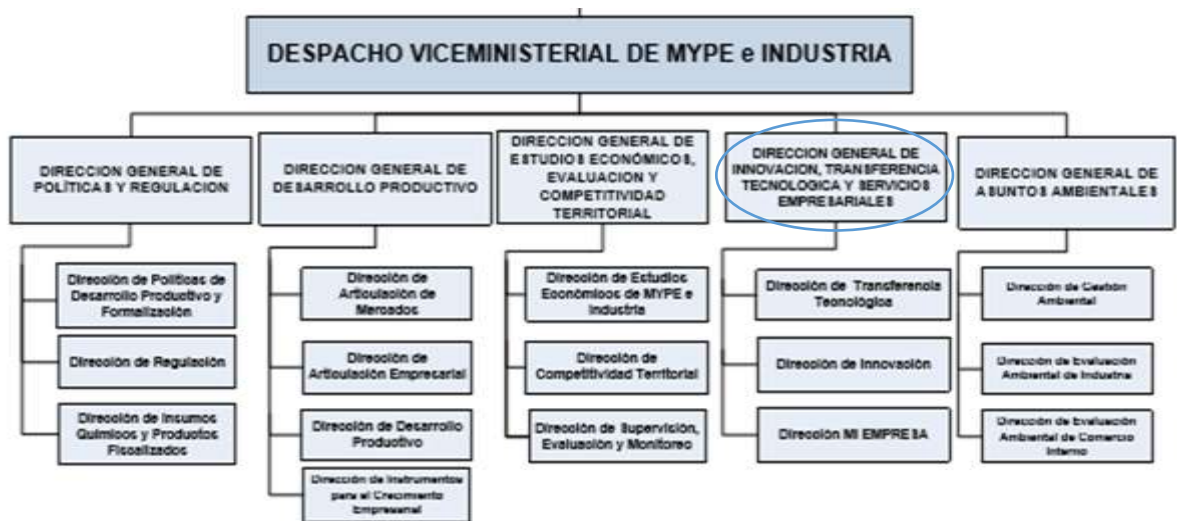 DESPACHO VICEMINISTERIAL DE MYPE e INDUSTRIA
DIRECCION GENERAL DE
POLÍTICAS Y REGULACION
DIRECCION GENERAL DE
DESARROLLO PRODUCTIVO
DIRECCION GENERAL DE
ESTUDIOS ECONÓMICOS,
EVALUACION Y
COMPETITIVIDAD
TERRITORIAL
DIRECCION GENERAL DE
INNOVACION, TRANSFERENCIA
TECNOLOGICA Y SERVICIOS
EMPRESARIALES
DIRECCION GENERAL DE
ASUNTOS AMBIENTALES
Dirección de Políticas de
Desarrollo Productivo y
Formalización
Dirección de Regulación
Dirección de Insumos
Químicos y Productos
Fiscalizados
Dirección de
Articulación de
Mercados
Dirección de
Articulación Empresarial
Dirección de Desarrollo
Productivo
Dirección de Instrumentos
para el Crecimiento
Empresarial
Dirección de Estudios
Económicos de MYPE e
Industria
Dirección de
Competitividad Territorial
Dirección de Supervisión,
Evaluación y Monitoreo
Dirección de Transferencia
Tecnológica
Dirección de Innovación
Dirección MI EMPRESA
Dirección de Gestión
Ambiental
Dirección de Evaluación
Ambiental de Industria
Dirección de Evaluación
Ambiental de Comercio
Interno